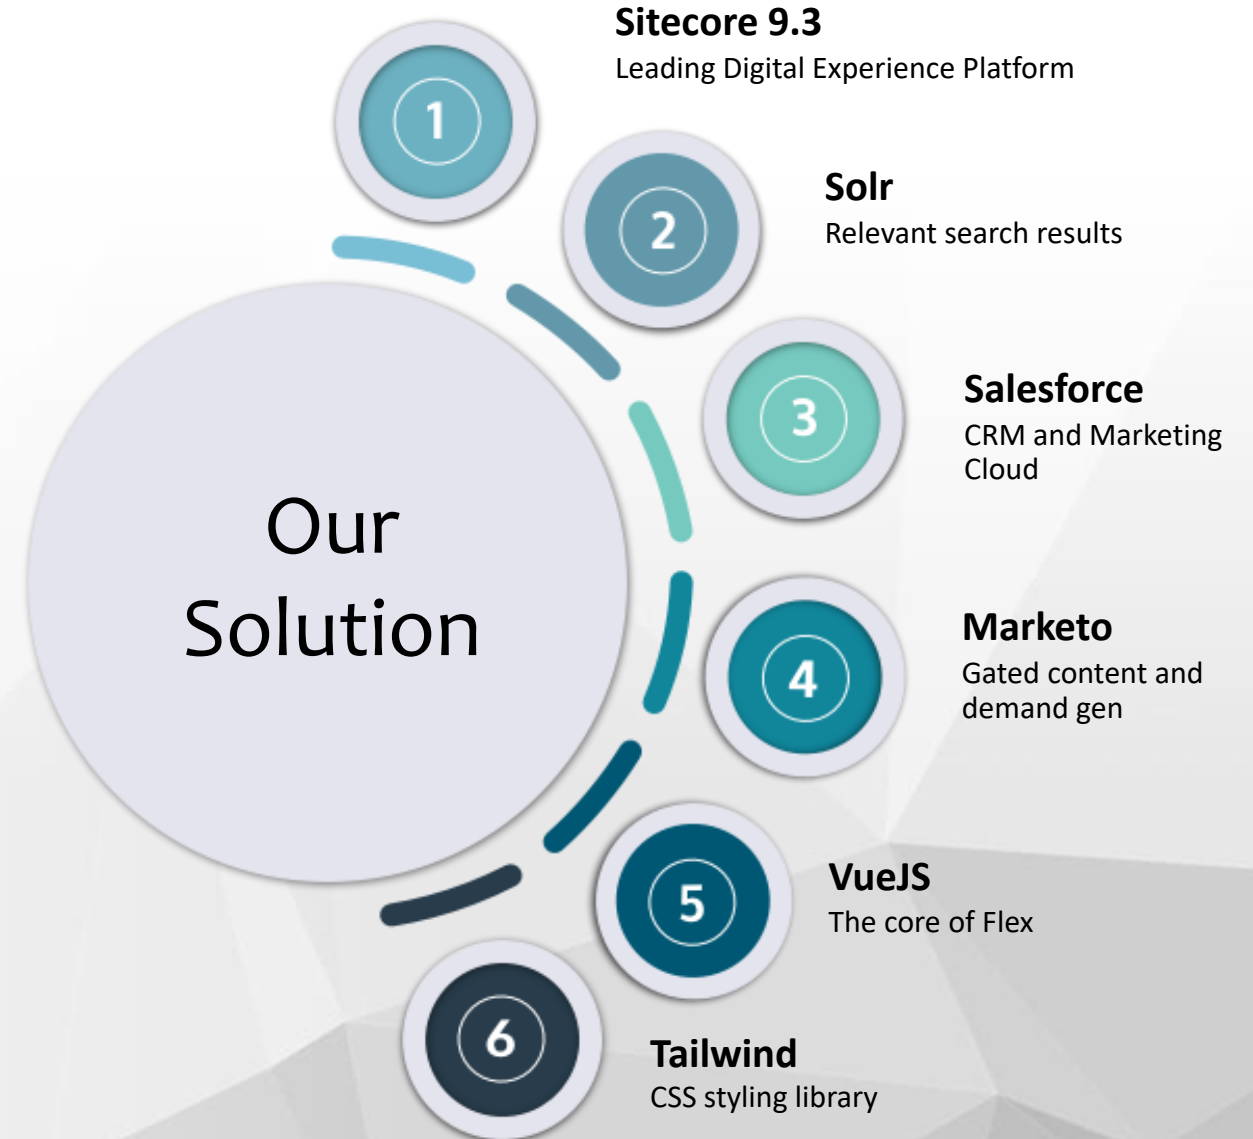 Sitecore 9.3
Leading Digital Experience Platform
1
2
Solr
Relevant search results
3
Salesforce
CRM and Marketing
Cloud
Our
Solution
4
Marketo
Gated content and
demand gen
5
VueJS
The core of Flex
6
Tailwind
CSS styling library